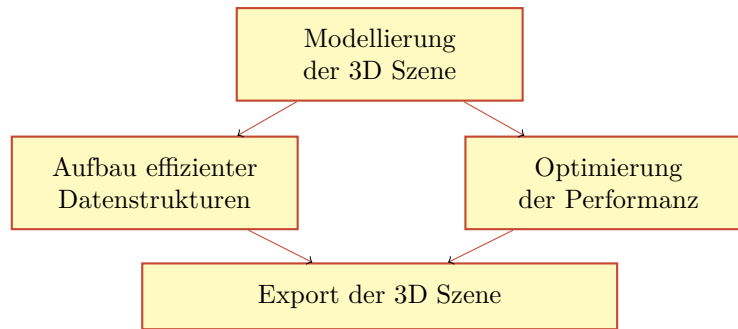 Modellierung
der 3D Szene
Aufbau effizienter
Datenstrukturen
Optimierung
der Performanz
Export der 3D Szene